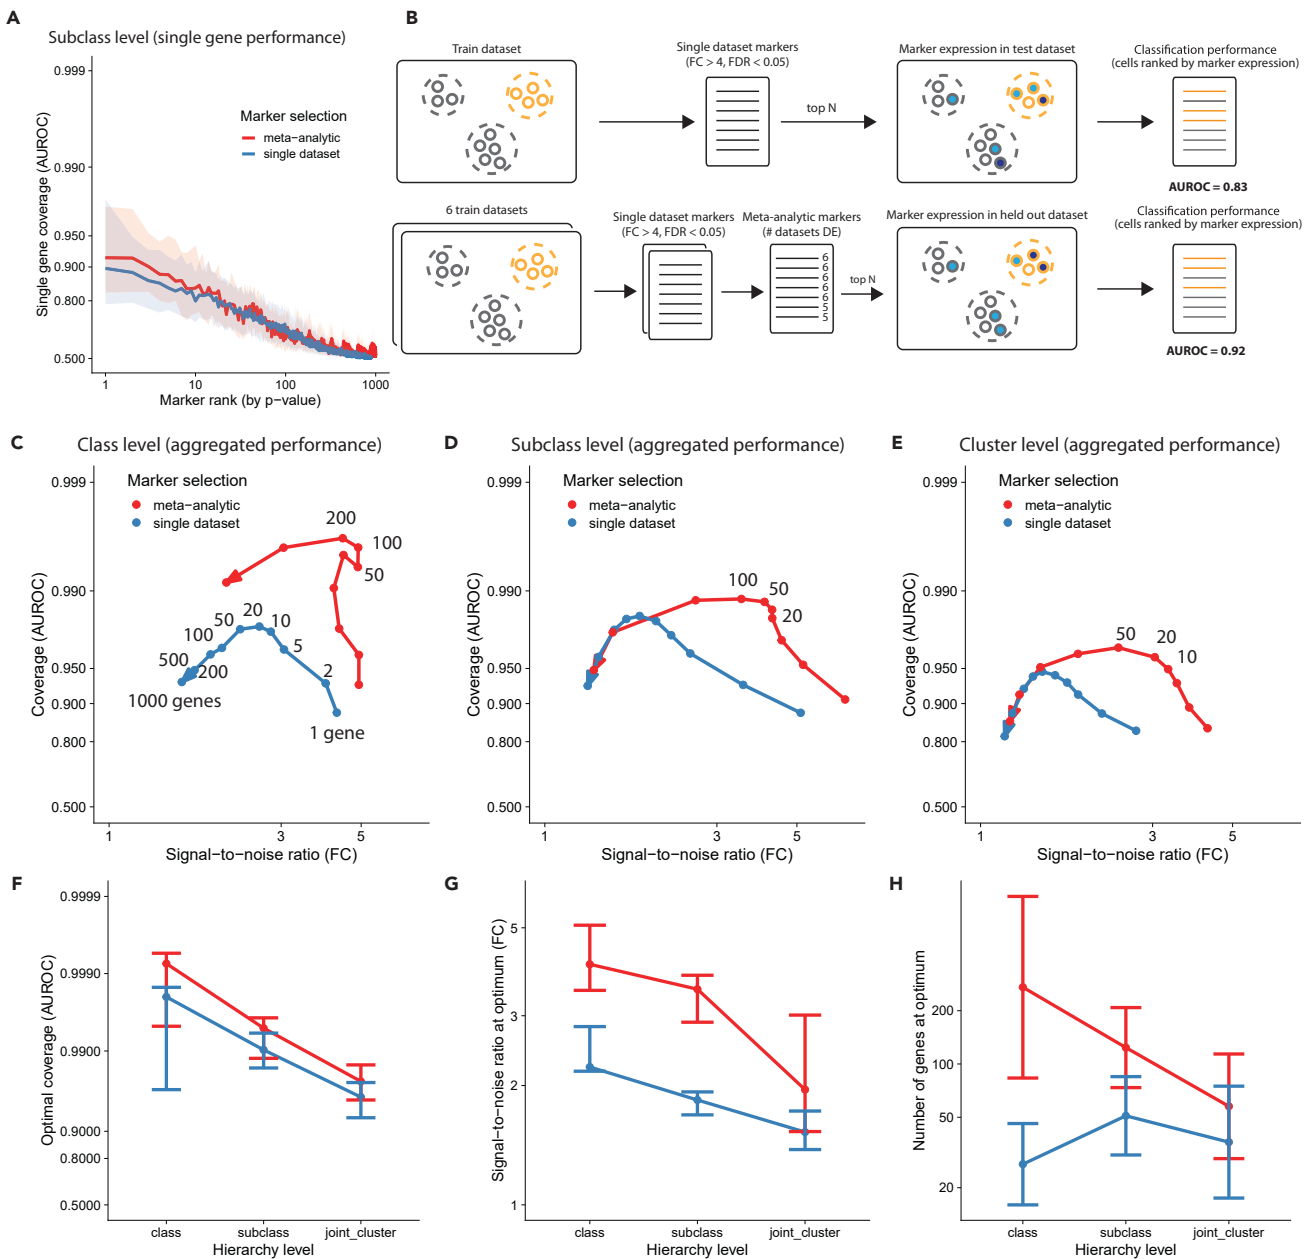 A
Subclass level (single gene performance)
Single gene coverage (AUROC)
0.999
0.990
0.950
0.900
0.800
0.500
Marker selection
meta−analytic
single dataset
1
10
100
1000
Marker rank (by p−value)
B
Train dataset
Single dataset markers
(FC > 4, FDR < 0.05)
top N
Marker expression in test dataset
Classification performance
(cells ranked by marker expression)
AUROC = 0.83
6 train datasets
Single dataset markers
(FC > 4, FDR < 0.05)
Meta-analytic markers
(# datasets DE)
6
6
6
6
6
5
5
top N
Marker expression in held out dataset
Classification performance
(cells ranked by marker expression)
AUROC = 0.92
C
Class level (aggregated performance)
Coverage (AUROC)
0.999
0.990
0.950
0.900
0.800
0.500
Marker selection
meta−analytic
single dataset
200
100
50
20
50
10
100
5
500
200
2
1000 genes
1 gene
1
3
5
Signal−to−noise ratio (FC)
D
Subclass level (aggregated performance)
Coverage (AUROC)
0.999
0.990
0.950
0.900
0.800
0.500
Marker selection
meta−analytic
single dataset
100
50
20
1
3
5
Signal−to−noise ratio (FC)
E
Cluster level (aggregated performance)
Coverage (AUROC)
0.999
0.990
0.950
0.900
0.800
0.500
Marker selection
meta−analytic
single dataset
50
20
10
1
3
5
Signal−to−noise ratio (FC)
F
Optimal coverage (AUROC)
0.9999
0.9990
0.9900
0.9000
0.8000
0.5000
class
subclass
joint_cluster
Hierarchy level
G
Signal−to−noise ratio at optimum (FC)
5
3
2
1
class
subclass
joint_cluster
Hierarchy level
H
Number of genes at optimum
200
100
50
20
class
subclass
joint_cluster
Hierarchy level